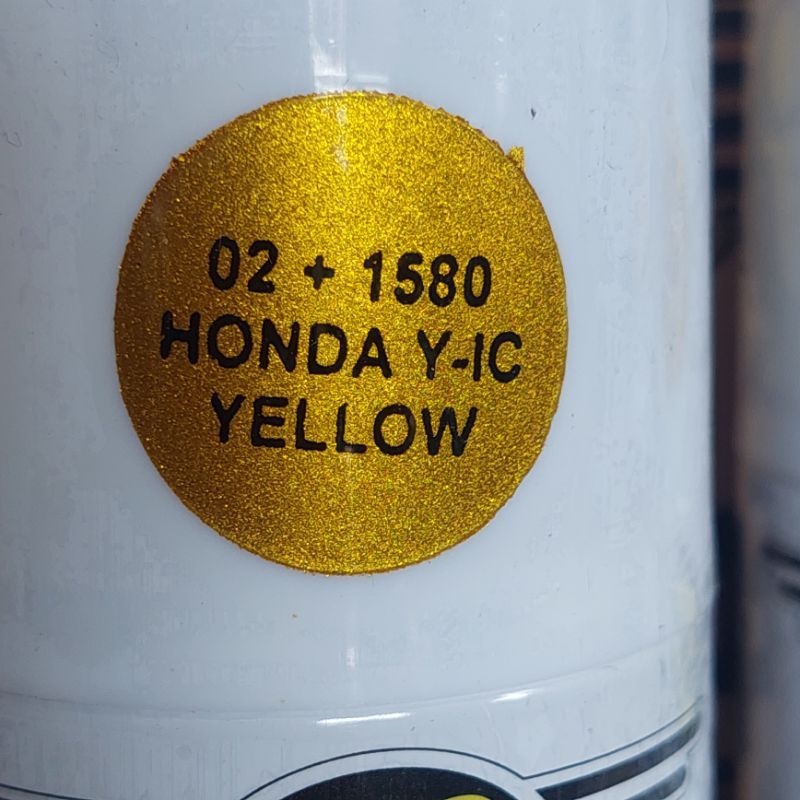 02 + 1580
HONDA Y-IC
YELLOW